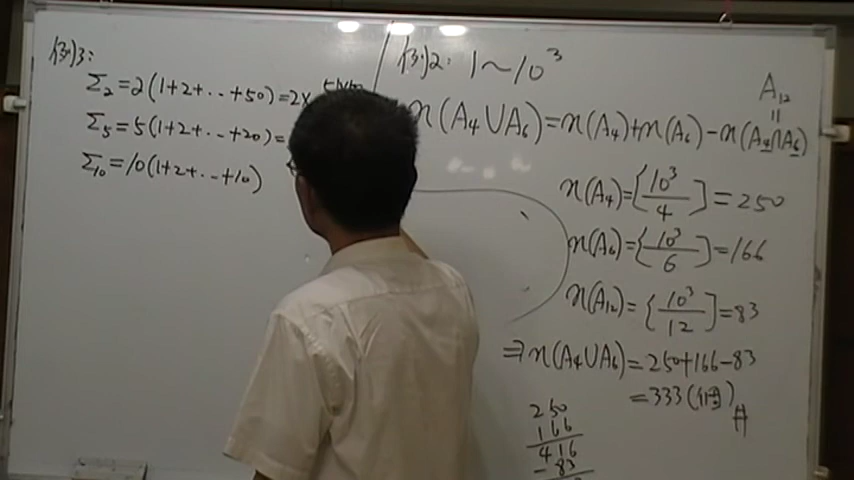 例3:
Σ₂=2(1+2+...+50)=2×
Σ₅=5(1+2+...+20)=
Σ₁₀=10(1+2+...+10)
例2: 1~10³
n(A₄∪A₆)=n(A₄)+n(A₆)-n(A₄∩A₆)
A₁₂
=
n(A₄)=[10³/4]=250
n(A₆)=[10³/6]=166
n(A₁₂)=[10³/12]=83
⇒n(A₄∪A₆)=250+166-83
=333(個)#
250
166
416
-83